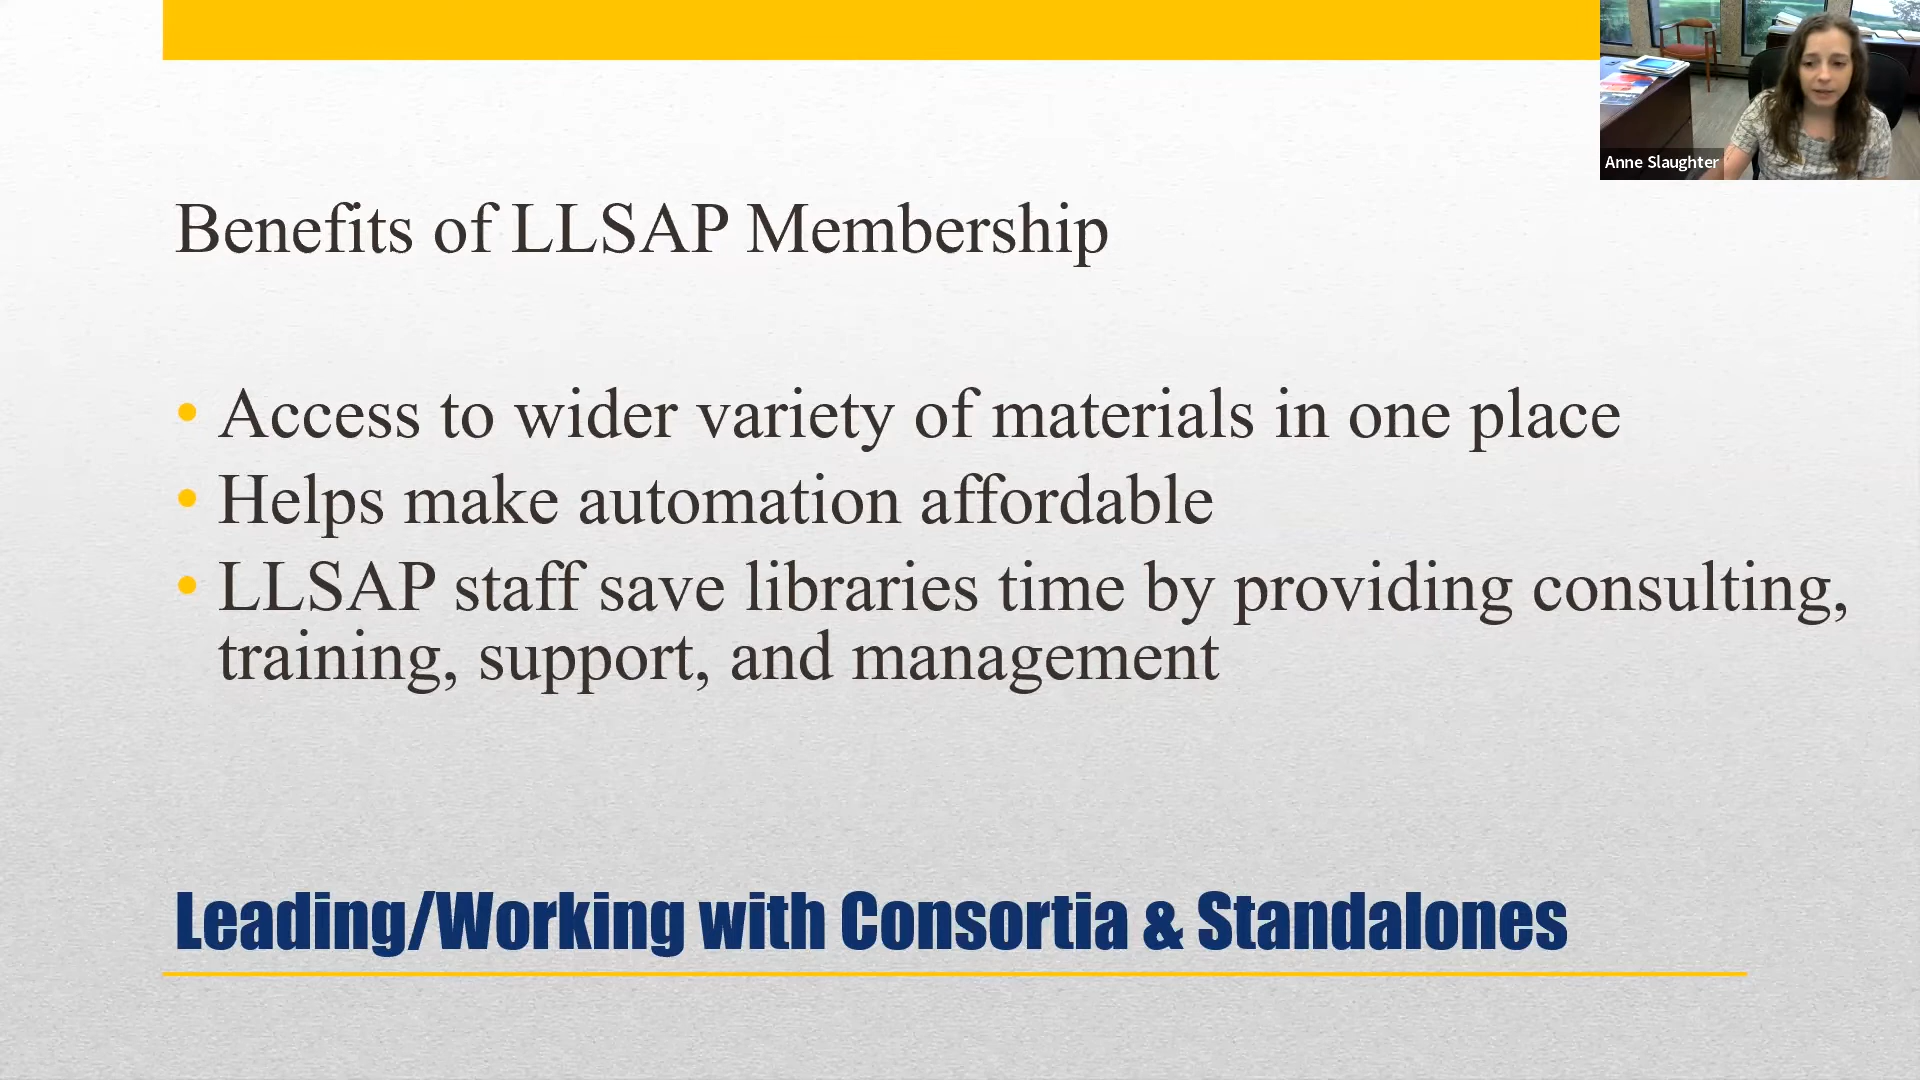 Anne Slaughter
Benefits of LLSAP Membership
• Access to wider variety of materials in one place
• Helps make automation affordable
• LLSAP staff save libraries time by providing consulting,
training, support, and management
Leading/Working with Consortia & Standalones